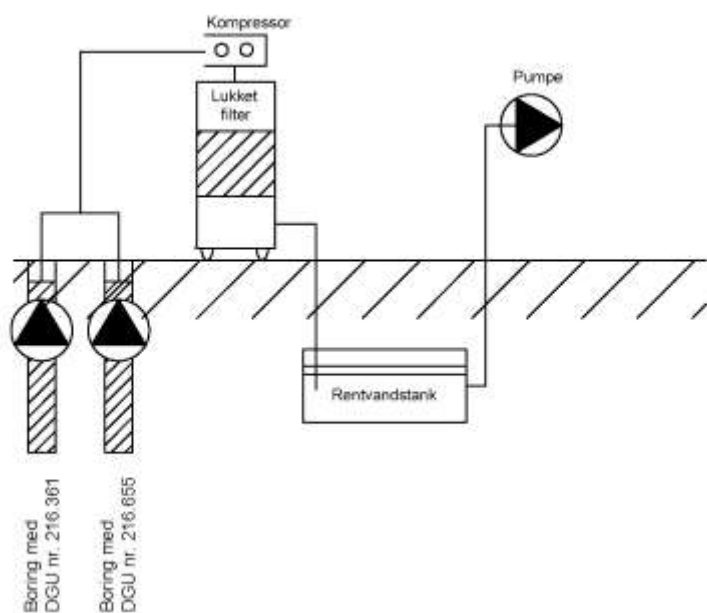 Kompressor
Lukket
filter
Pumpe
Rentvandstank
Boring med
DGU nr. 216.361
Boring med
DGU nr. 216.655